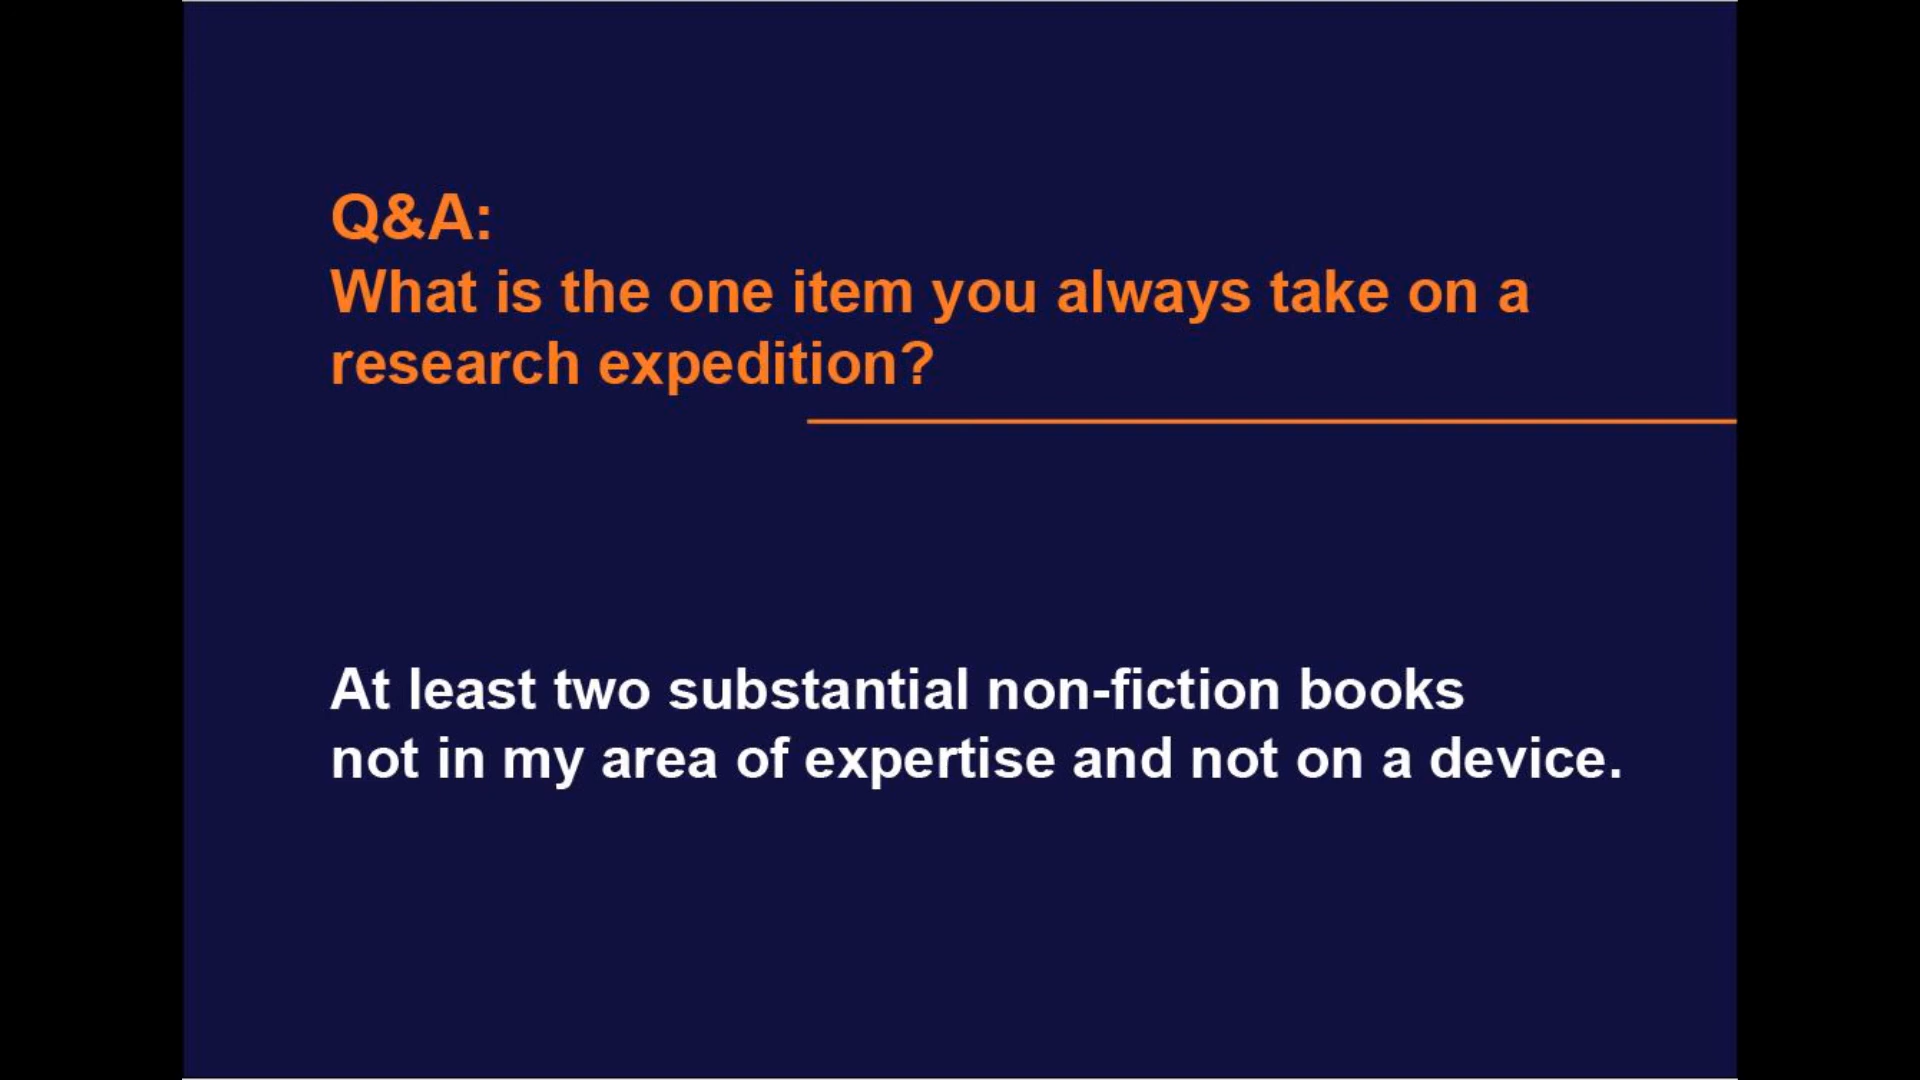 Q&A:
What is the one item you always take on a
research expedition?
At least two substantial non-fiction books
not in my area of expertise and not on a device.